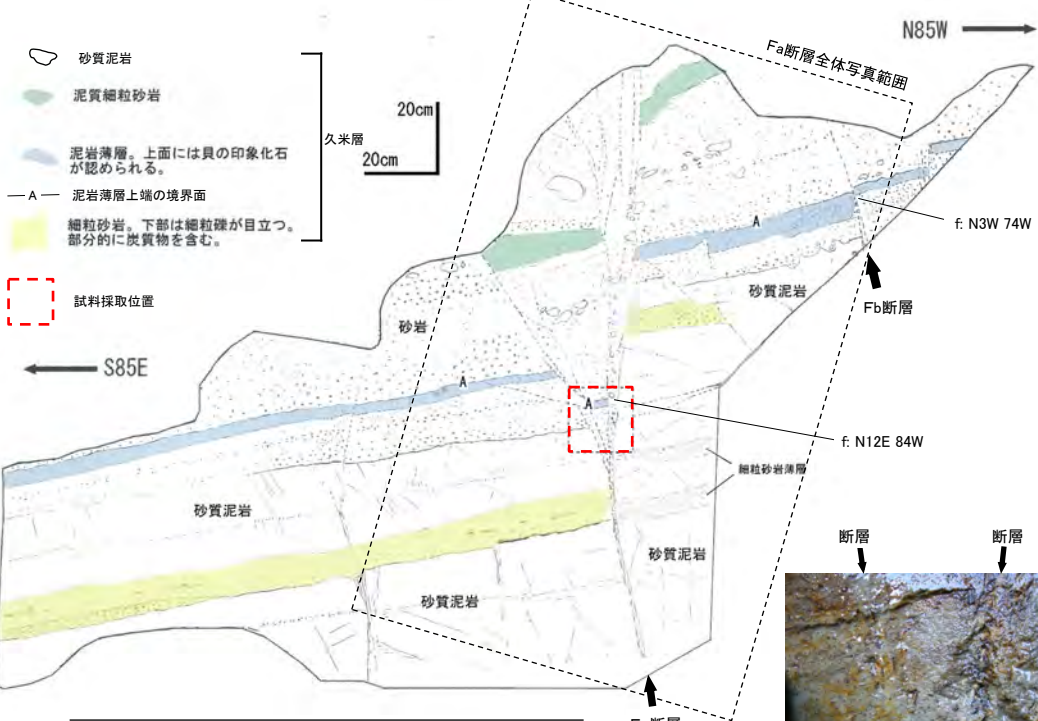 N85W
Fa断層全体写真範囲
砂質泥岩
泥質細粒砂岩
泥岩薄層。上面には貝の印象化石
が認められる。
A 泥岩薄層上端の境界面
細粒砂岩。下部は細粒礫が目立つ。
部分的に炭質物を含む。
久米層
試料採取位置
20cm
20cm
S85E
A
f: N3W 74W
砂質泥岩
Fb断層
砂岩
A
A
f: N12E 84W
細粒砂岩薄層
砂質泥岩
砂質泥岩
砂質泥岩
断層
断層
断層